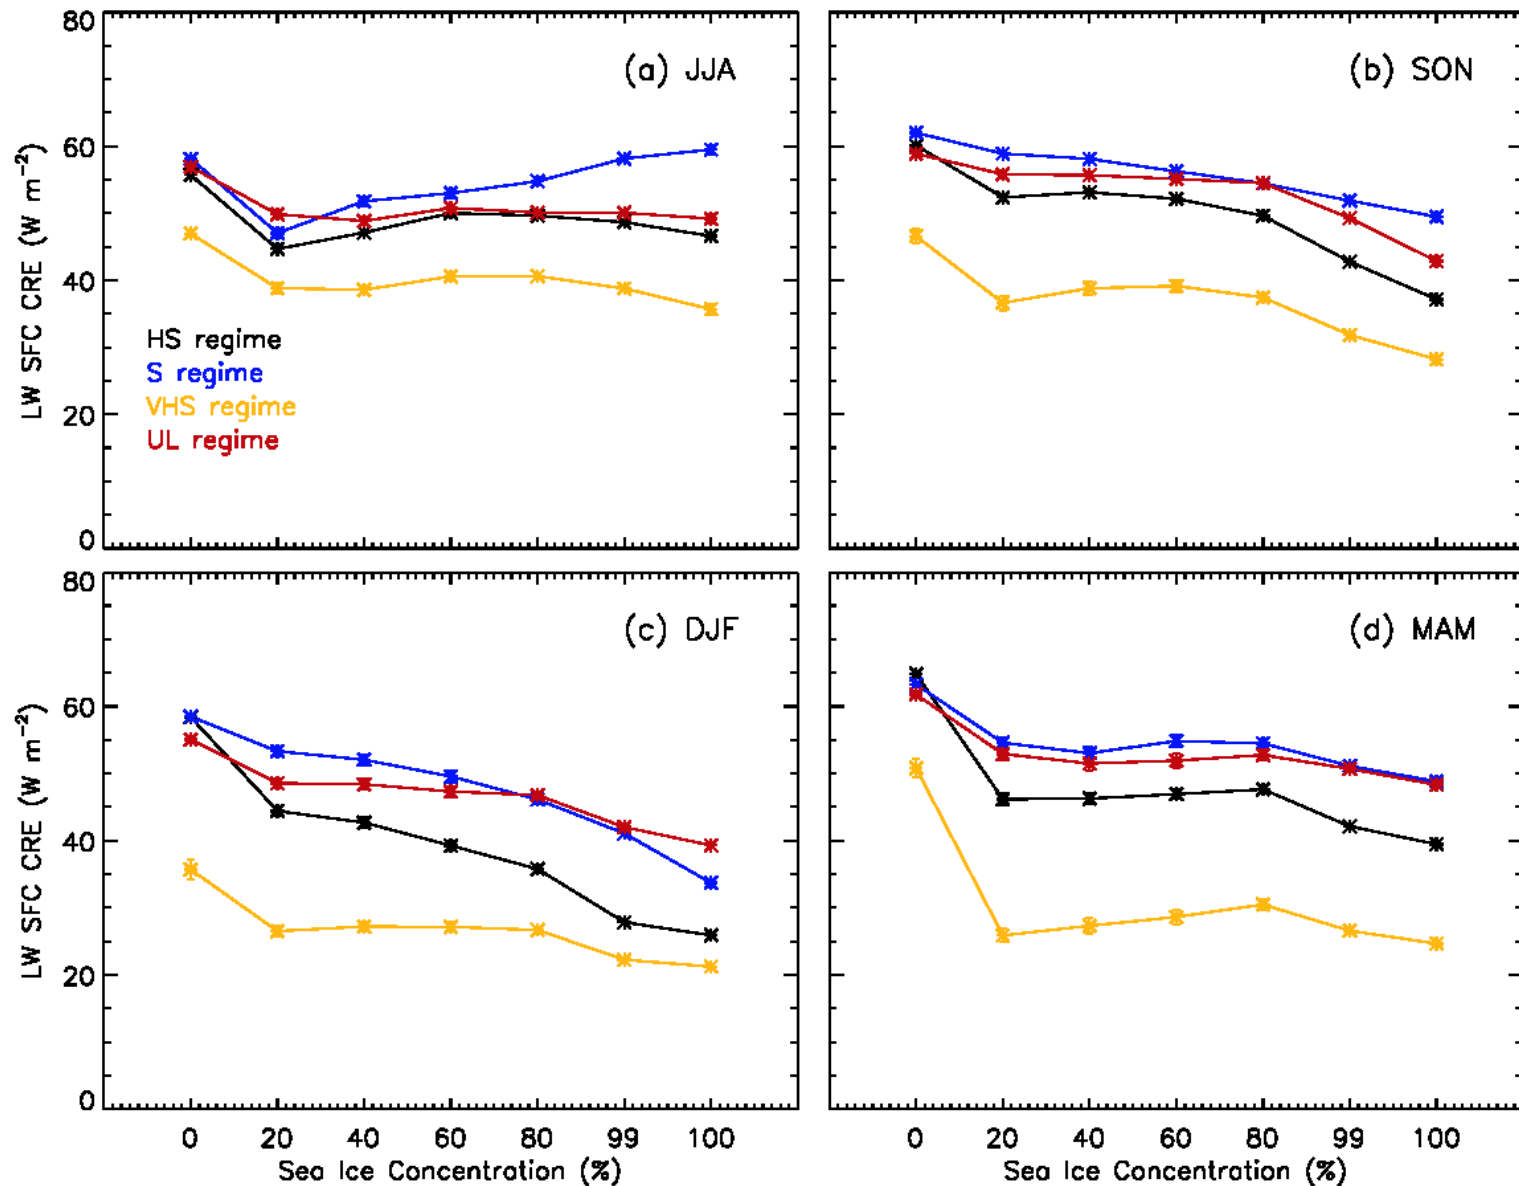 80
60
40
20
0
LW SFC CRE (W m⁻²)
(a) JJA
HS regime
S regime
VHS regime
UL regime
(b) SON
80
60
40
20
0
LW SFC CRE (W m⁻²)
(c) DJF
0 20 40 60 80 99 100
Sea Ice Concentration (%)
(d) MAM
0 20 40 60 80 99 100
Sea Ice Concentration (%)